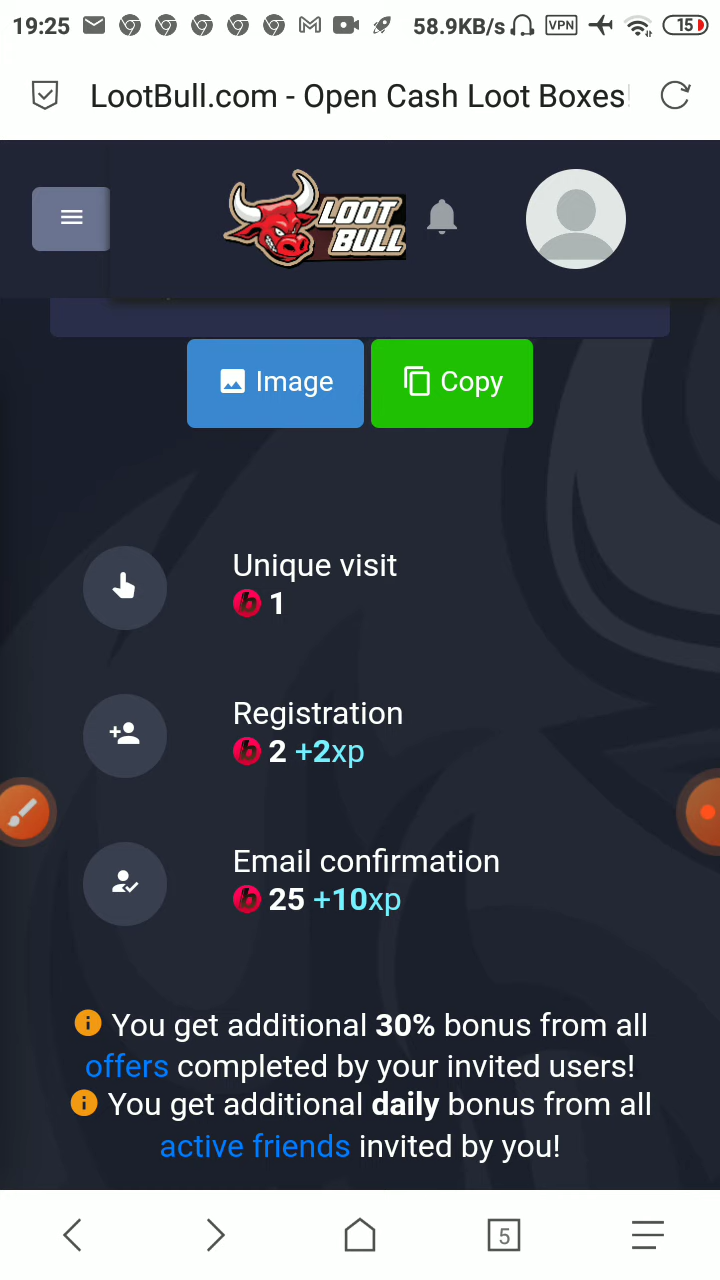 19:25 58.9KB/s VPN 15
LootBull.com - Open Cash Loot Boxes
LOOT
BULL
Image Copy
Unique visit
1
Registration
2 +2xp
Email confirmation
25 +10xp
You get additional 30% bonus from all
offers completed by your invited users!
You get additional daily bonus from all
active friends invited by you!
5